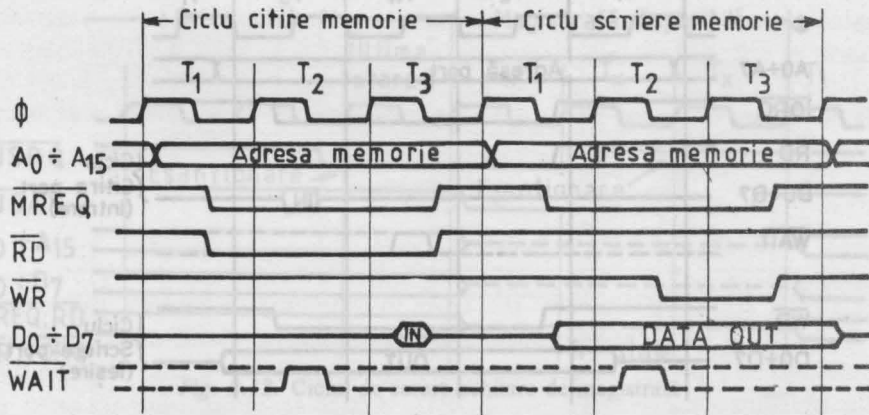 Ciclu citire memorie Ciclu scriere memorie
T1 T2 T3 T1 T2 T3
ϕ
A0÷A15 Adresa memorie Adresa memorie
MREQ
RD
WR
D0÷D7 IN DATA OUT
WAIT